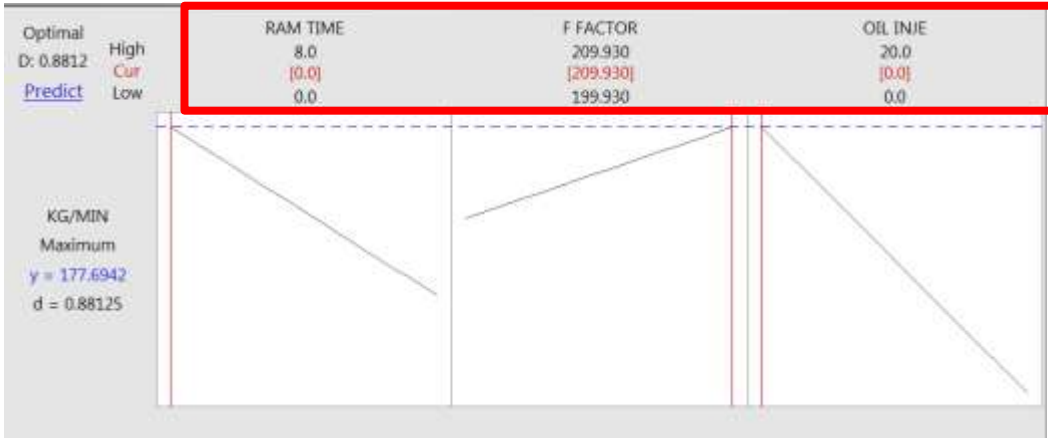 Optimal
D: 0.8812
Predict
High
Cur
Low
RAM TIME
8.0
[0.0]
0.0
F FACTOR
209.930
[209.930]
199.930
OIL INJE
20.0
[0.0]
0.0
KG/MIN
Maximum
y = 177.6942
d = 0.88125